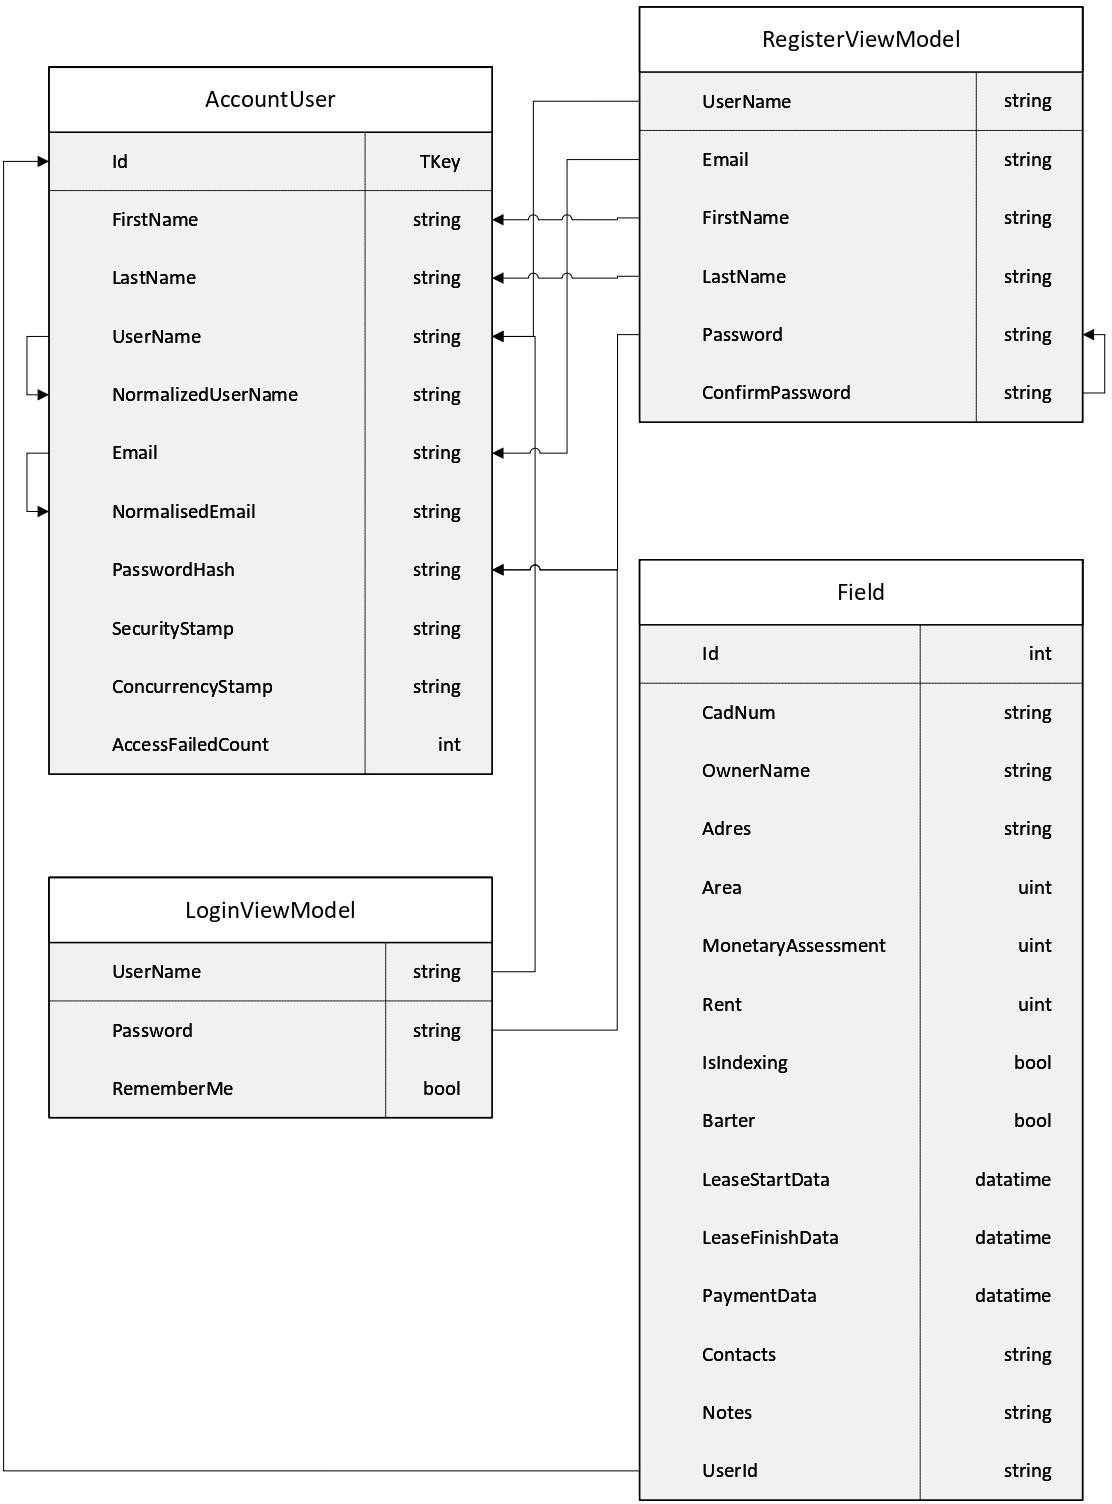 RegisterViewModel
UserName string
Email string
FirstName string
LastName string
Password string
ConfirmPassword string
AccountUser
Id TKey
FirstName string
LastName string
UserName string
NormalizedUserName string
Email string
NormalisedEmail string
PasswordHash string
SecurityStamp string
ConcurrencyStamp string
AccessFailedCount int
LoginViewModel
UserName string
Password string
RememberMe bool
Field
Id int
CadNum string
OwnerName string
Adres string
Area uint
MonetaryAssessment uint
Rent uint
IsIndexing bool
Barter bool
LeaseStartData datatime
LeaseFinishData datatime
PaymentData datatime
Contacts string
Notes string
UserId string